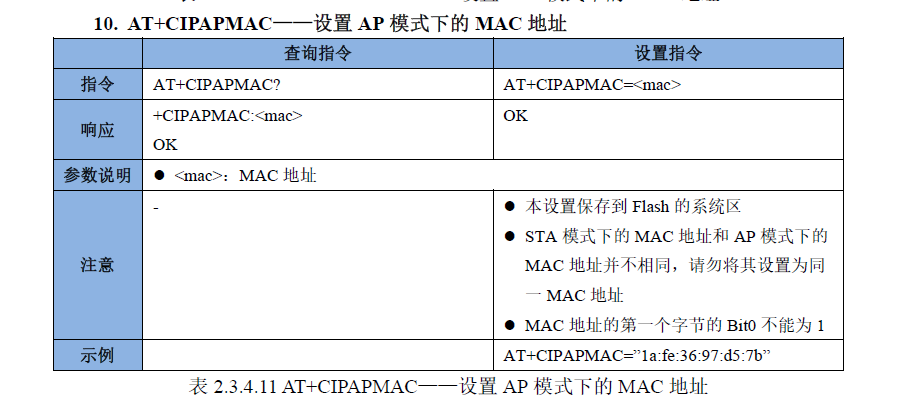 10. AT+CIPAPMAC——设置 AP 模式下的 MAC 地址
查询指令 设置指令
指令 AT+CIPAPMAC? AT+CIPAPMAC=<mac>
响应 +CIPAPMAC:<mac> OK
OK
参数说明 ● <mac>：MAC 地址
注意 - ● 本设置保存到 Flash 的系统区
● STA 模式下的 MAC 地址和 AP 模式下的
MAC 地址并不相同，请勿将其设置为同
一 MAC 地址
● MAC 地址的第一个字节的 Bit0 不能为 1
示例 AT+CIPAPMAC=”1a:fe:36:97:d5:7b”
表 2.3.4.11 AT+CIPAPMAC——设置 AP 模式下的 MAC 地址